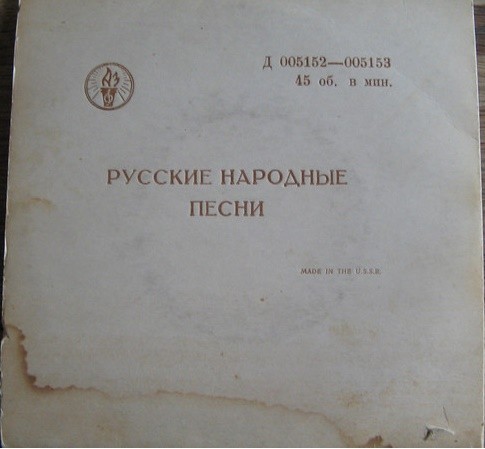 Д 005152—005153
45 об. в мин.
РУССКИЕ НАРОДНЫЕ
ПЕСНИ
MADE IN THE U.S.S.R.